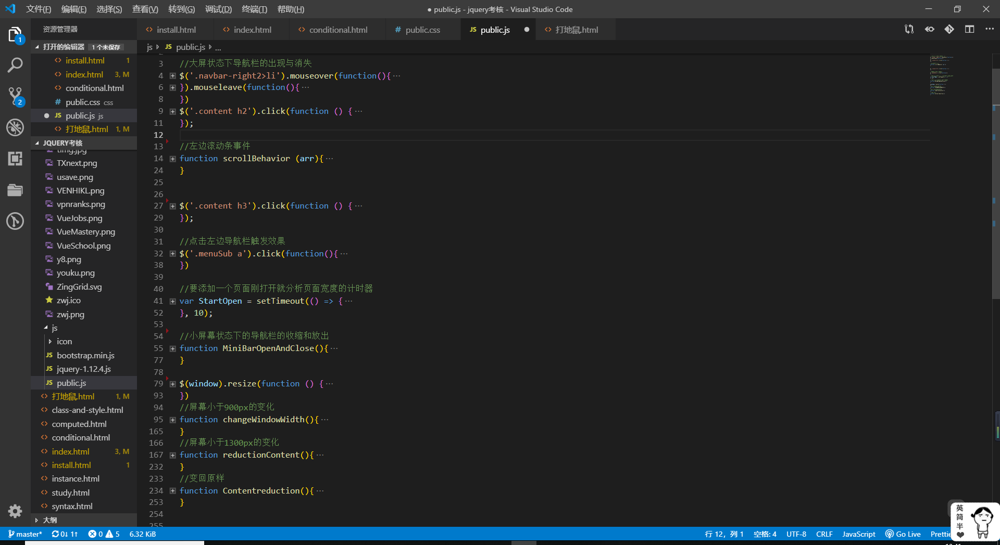 文件(F) 编辑(E) 选择(S) 查看(V) 转到(G) 调试(D) 终端(T) 帮助(H)
● public.js - jquery考核 - Visual Studio Code
资源管理器
install.html
index.html
conditional.html
# public.css
JS public.js
打地鼠.html
js
JS public.js
...
打开的编辑器 1 个未保存
install.html 1
index.html 3, M
conditional.html
# public.css css
JS public.js js
打地鼠.html 1, M
JQUERY考核
timg.jpg
TXnext.png
usave.png
VENHIKL.png
vpnranks.png
VueJobs.png
VueMastery.png
VueSchool.png
y8.png
youku.png
ZingGrid.svg
zwj.ico
zwj.png
js
icon
JS bootstrap.min.js
JS jquery-1.12.4.js
JS public.js
打地鼠.html 1, M
class-and-style.html
computed.html
conditional.html
index.html 3, M
install.html 1
instance.html
study.html
syntax.html
大纲
1
2
2
3 //大屏状态下导航栏的出现与消失
4 $('.navbar-right2>li').mouseover(function(){ ···
6 }).mouseleave(function(){ ···
8 })
9 $('.content h2').click(function () { ···
11 });
12
13 //左边滚动条事件
14 function scrollBehavior (arr){ ···
24 }
25
26
27 $('.content h3').click(function () { ···
29 });
30
31 //点击左边导航栏触发效果
32 $('.menuSub a').click(function(){ ···
38 })
39
40 //要添加一个页面刚打开就分析页面宽度的计时器
41 var StartOpen = setTimeout(() => { ···
52 }, 10);
53
54 //小屏幕状态下的导航栏的收缩和放出
55 function MiniBarOpenAndClose(){ ···
77 }
78
79 $(window).resize(function () { ···
93 })
94 //屏幕小于900px的变化
95 function changeWindowWidth(){ ···
165 }
166 //屏幕小于1300px的变化
167 function reductionContent(){ ···
232 }
233 //变回原样
234 function Contentreduction(){ ···
253 }
254
255
英
简
半
master* 0↓ 1↑ 0 5 6.32 KiB
行 12，列 1 空格: 4 UTF-8 CRLF JavaScript Go Live Prettie